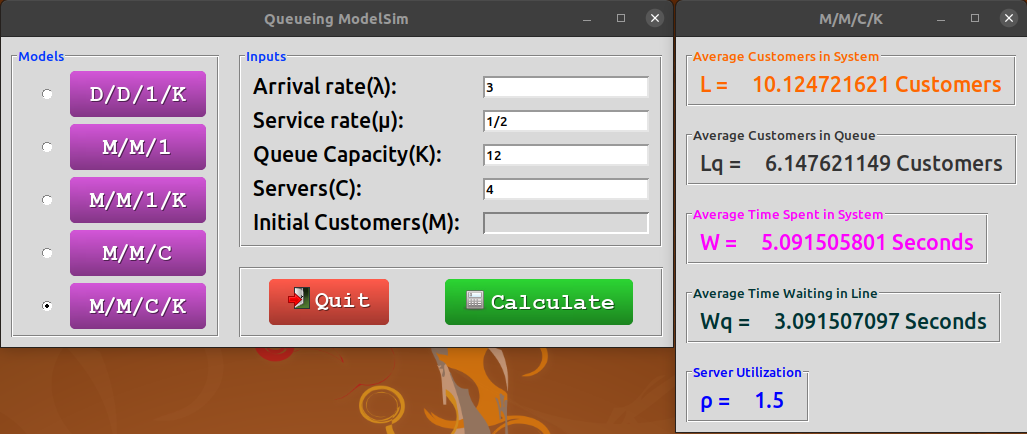 Queueing ModelSim
Models
D/D/1/K
M/M/1
M/M/1/K
M/M/C
M/M/C/K
Inputs
Arrival rate(λ): 3
Service rate(μ): 1/2
Queue Capacity(K): 12
Servers(C): 4
Initial Customers(M):
Quit
Calculate
M/M/C/K
Average Customers in System
L = 10.124721621 Customers
Average Customers in Queue
Lq = 6.147621149 Customers
Average Time Spent in System
W = 5.091505801 Seconds
Average Time Waiting in Line
Wq = 3.091507097 Seconds
Server Utilization
ρ = 1.5